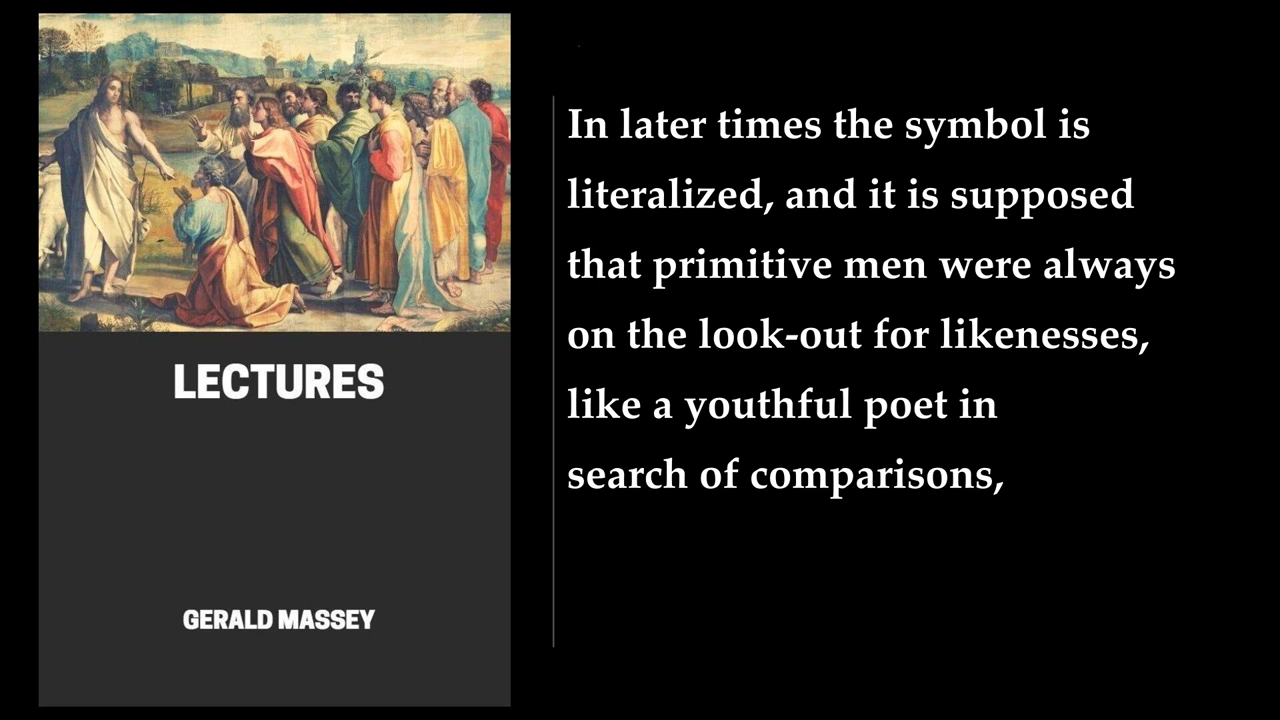 LECTURES
GERALD MASSEY
In later times the symbol is
literalized, and it is supposed
that primitive men were always
on the look-out for likenesses,
like a youthful poet in
search of comparisons,